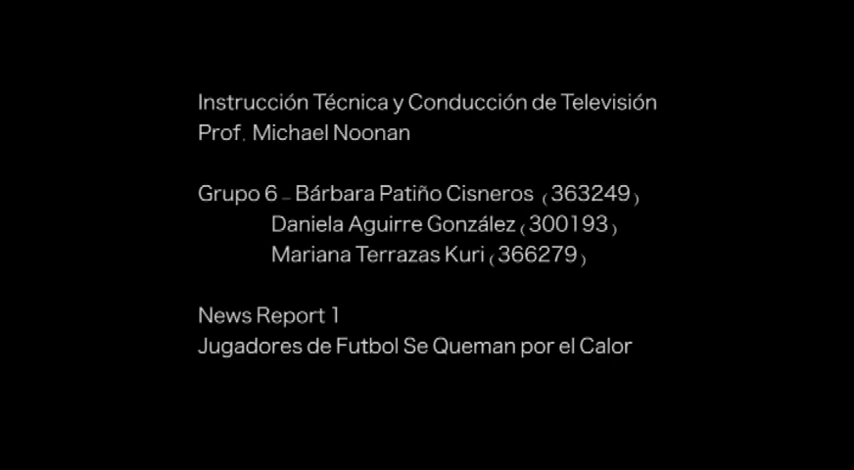 Instrucción Técnica y Conducción de Televisión
Prof. Michael Noonan
Grupo 6 - Bárbara Patiño Cisneros (363249)
Daniela Aguirre González (300193)
Mariana Terrazas Kuri (366279)
News Report 1
Jugadores de Futbol Se Queman por el Calor